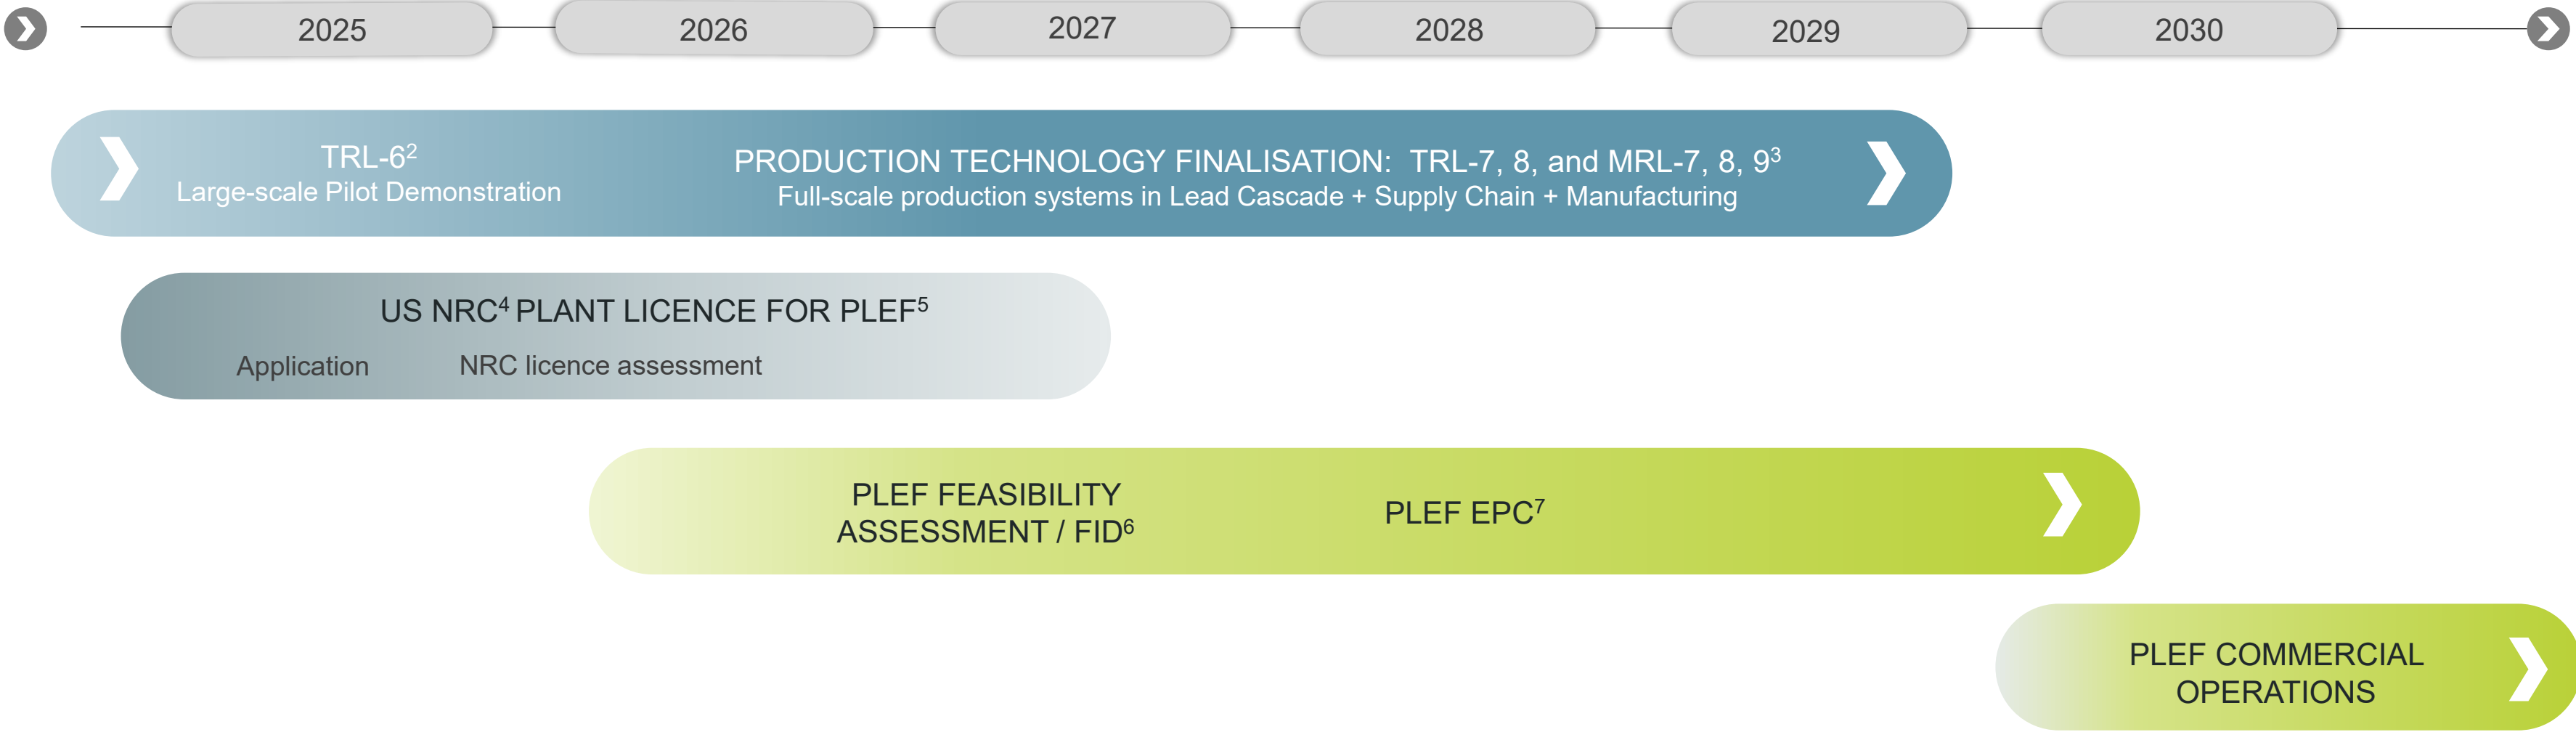 2025 2026 2027 2028 2029 2030
TRL-6²
Large-scale Pilot Demonstration
PRODUCTION TECHNOLOGY FINALISATION: TRL-7, 8, and MRL-7, 8, 9³
Full-scale production systems in Lead Cascade + Supply Chain + Manufacturing
US NRC⁴ PLANT LICENCE FOR PLEF⁵
Application NRC licence assessment
PLEF FEASIBILITY
ASSESSMENT / FID⁶
PLEF EPC⁷
PLEF COMMERCIAL
OPERATIONS